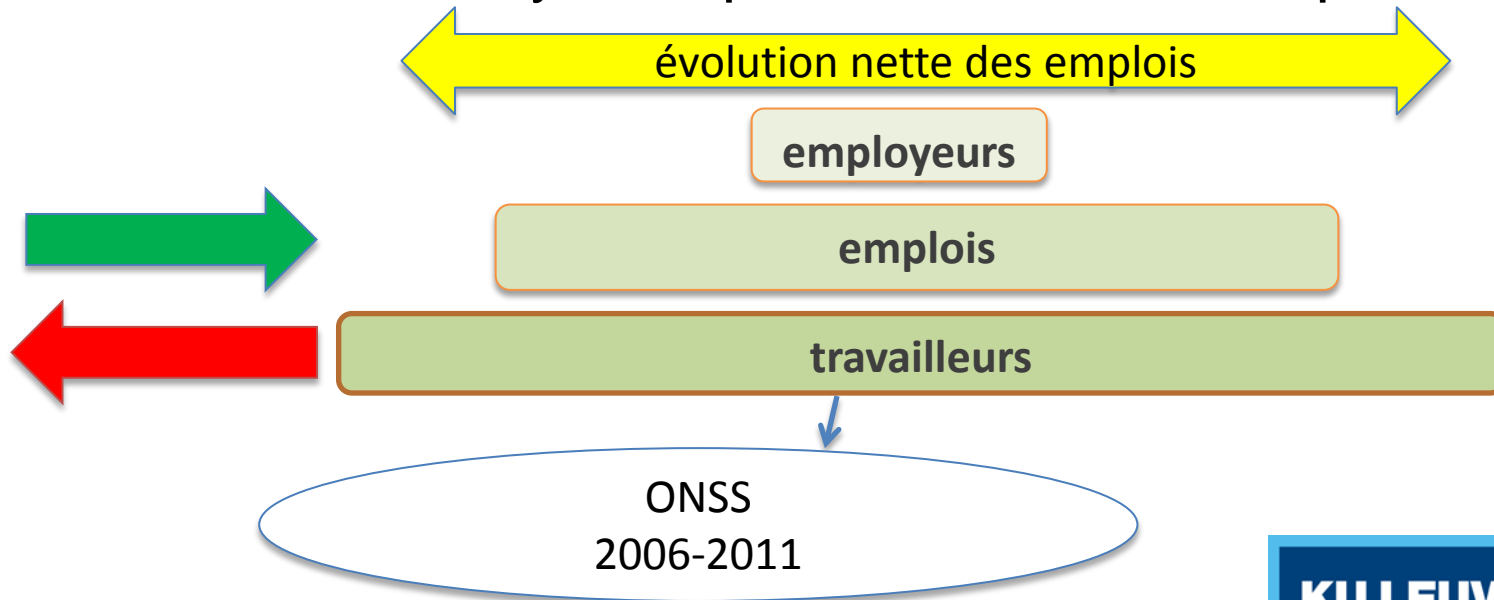 évolution nette des emplois
employeurs
emplois
travailleurs
ONSS
2006-2011